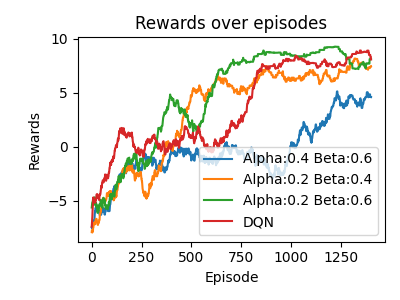 Rewards over episodes
10
5
0
−5
Rewards
Alpha:0.4 Beta:0.6
Alpha:0.2 Beta:0.4
Alpha:0.2 Beta:0.6
DQN
0 250 500 750 1000 1250
Episode